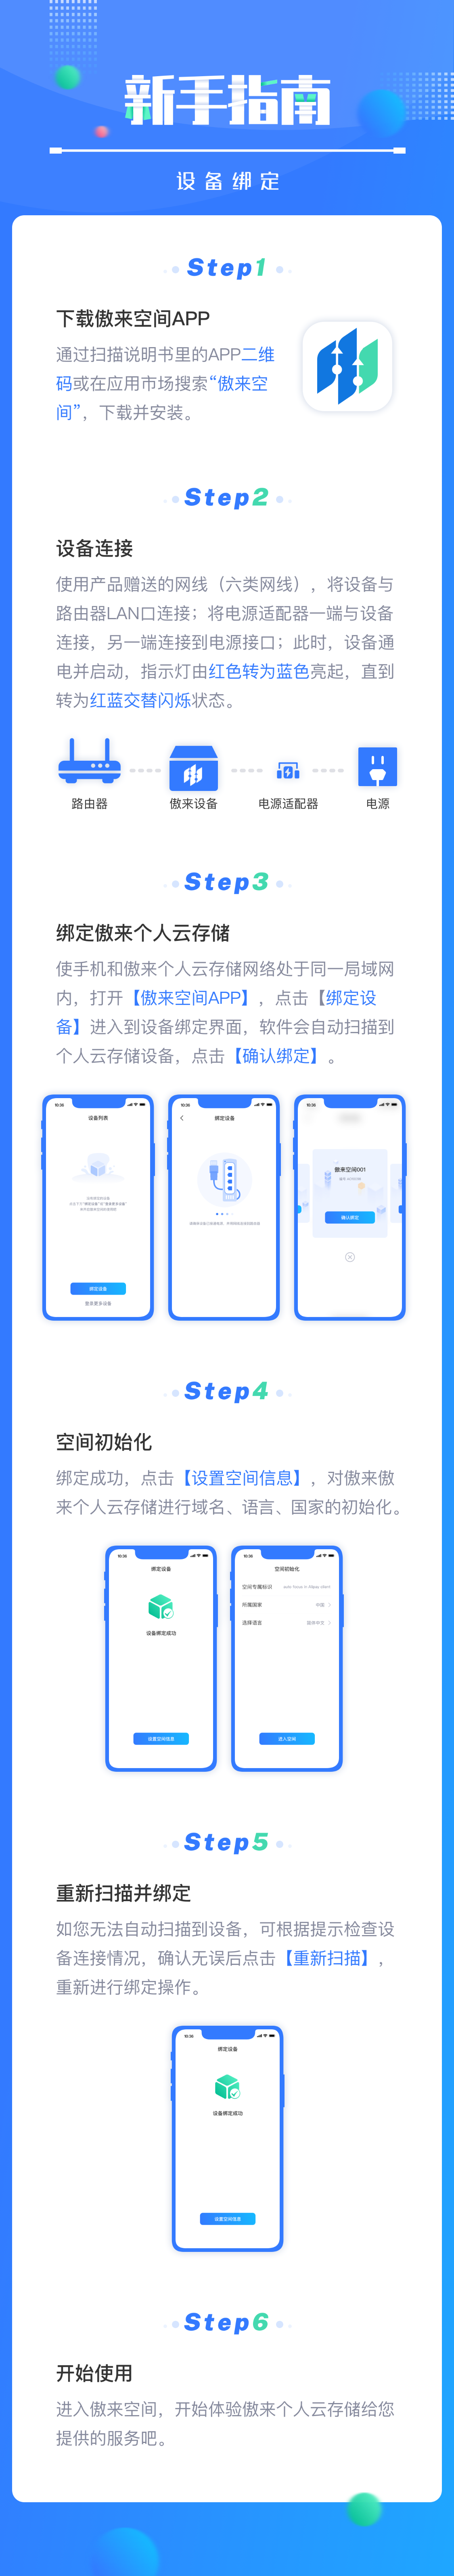 新手指南
设备绑定
Step1
下载傲来空间APP
通过扫描说明书里的APP二维
码或在应用市场搜索“傲来空
间”，下载并安装。
Step2
设备连接
使用产品赠送的网线（六类网线），将设备与
路由器LAN口连接；将电源适配器一端与设备
连接，另一端连接到电源接口；此时，设备通
电并启动，指示灯由红色转为蓝色亮起，直到
转为红蓝交替闪烁状态。
路由器 傲来设备 电源适配器 电源
Step3
绑定傲来个人云存储
使手机和傲来个人云存储网络处于同一局域网
内，打开【傲来空间APP】，点击【绑定设
备】进入到设备绑定界面，软件会自动扫描到
个人云存储设备，点击【确认绑定】。
设备列表
绑定设备
登录更多设备
绑定设备
傲来空间001
确认绑定
Step4
空间初始化
绑定成功，点击【设置空间信息】，对傲来傲
来个人云存储进行域名、语言、国家的初始化。
10:36
绑定设备
设备绑定成功
设置空间信息
10:36
空间初始化
空间专属标识
所属国家 中国
选择语言 简体中文
进入空间
Step5
重新扫描并绑定
如您无法自动扫描到设备，可根据提示检查设
备连接情况，确认无误后点击【重新扫描】，
重新进行绑定操作。
10:36
绑定设备
设备绑定成功
设置空间信息
Step6
开始使用
进入傲来空间，开始体验傲来个人云存储给您
提供的服务吧。